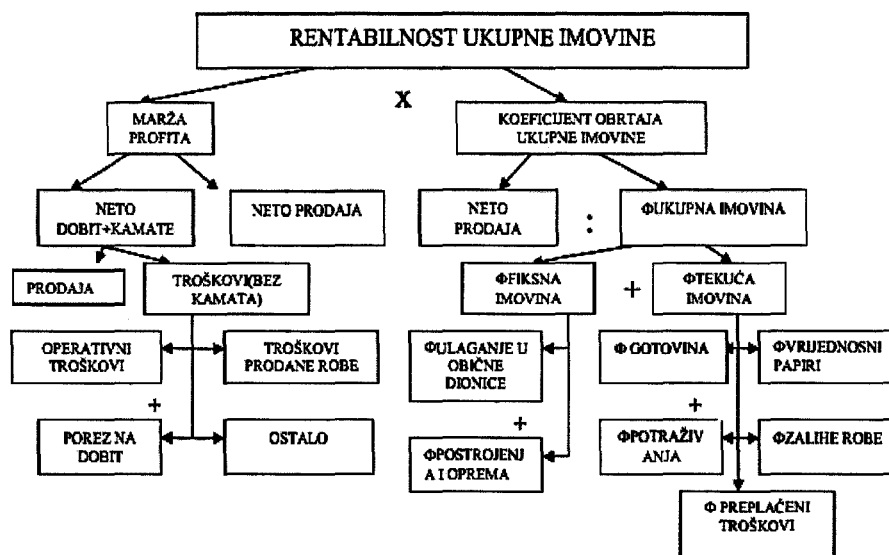 RENTABILNOST UKUPNE IMOVINE
X
MARŽA
PROFITA
KOEFICIJENT OBRTAJA
UKUPNE IMOVINE
NETO
DOBIT+KAMATE
NETO PRODAJA
NETO
PRODAJA
:
ΦUKUPNA IMOVINA
PRODAJA
TROŠKOVI(BEZ
KAMATA)
ΦFIKSNA
IMOVINA
+
ΦTEKUĆA
IMOVINA
OPERATIVNI
TROŠKOVI
TROŠKOVI
PRODANE ROBE
ΦULAGANJE U
OBIČNE
DIONICE
Φ GOTOVINA
ΦVRIJEDNOSNI
PAPIRI
+
+
+
POREZ NA
DOBIT
OSTALO
ΦPOSTROJENJ
A I OPREMA
ΦPOTRAŽIV
ANJA
ΦZALIHE ROBE
Φ PREPLAĆENI
TROŠKOVI